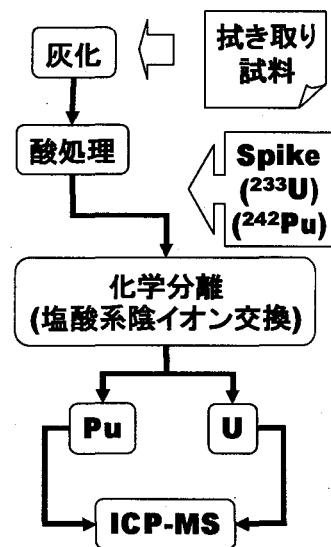 灰化
拭き取り
試料
酸処理
Spike
(²³³U)
(²⁴²Pu)
化学分離
(塩酸系陰イオン交換)
Pu
U
ICP-MS